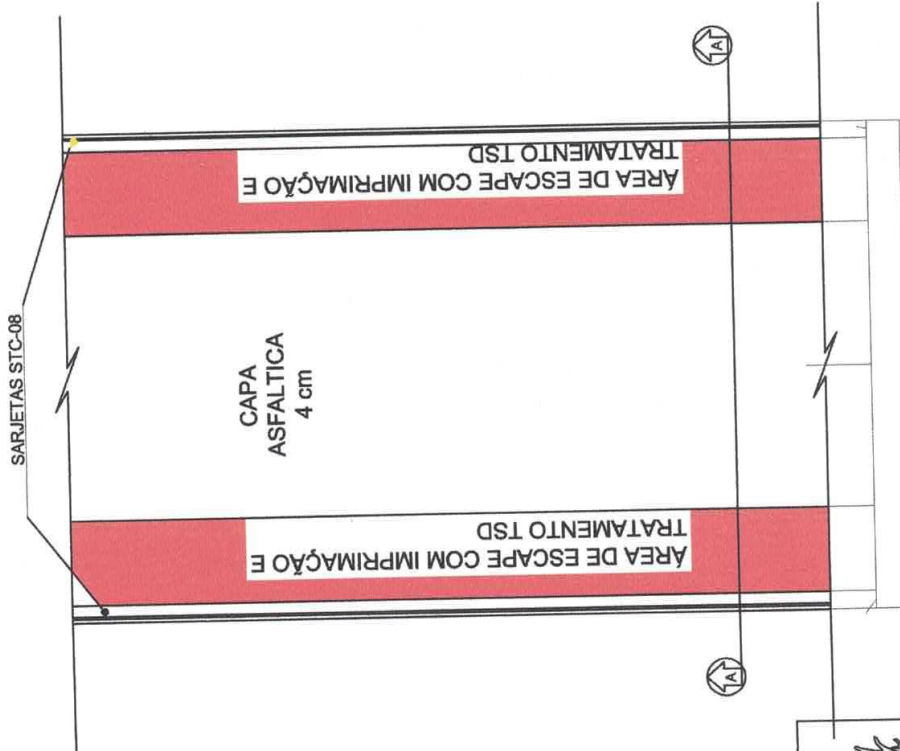 SARJETAS STC-08
CAPA
ASFALTICA
4 cm
ÁREA DE ESCAPE COM IMPRIMAÇÃO E
TRATAMENTO TSD
ÁREA DE ESCAPE COM IMPRIMAÇÃO E
TRATAMENTO TSD
A
A